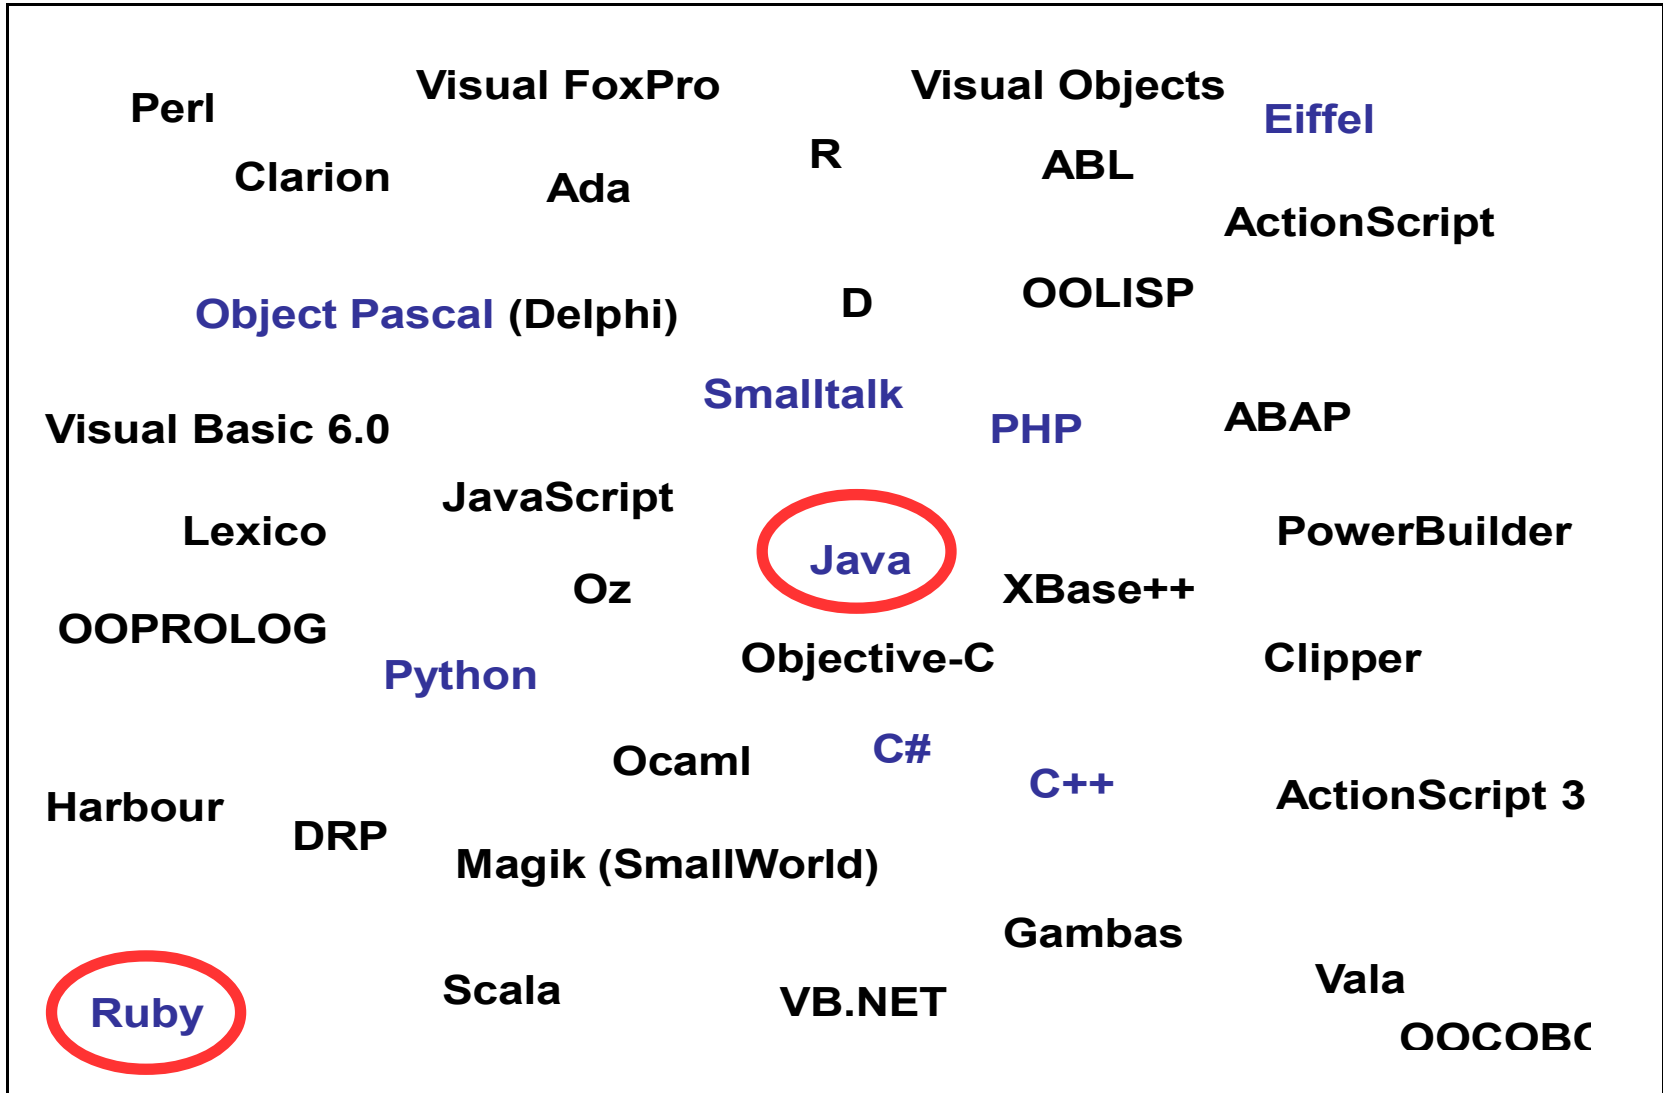 Visual FoxPro
Visual Objects
Perl
Eiffel
R
ABL
Clarion
Ada
ActionScript
OOLISP
D
Object Pascal (Delphi)
Smalltalk
ABAP
Visual Basic 6.0
PHP
JavaScript
Lexico
PowerBuilder
Java
Oz
XBase++
OOPROLOG
Objective-C
Clipper
Python
C#
Ocaml
C++
ActionScript 3
Harbour
DRP
Magik (SmallWorld)
Gambas
Vala
Scala
VB.NET
Ruby